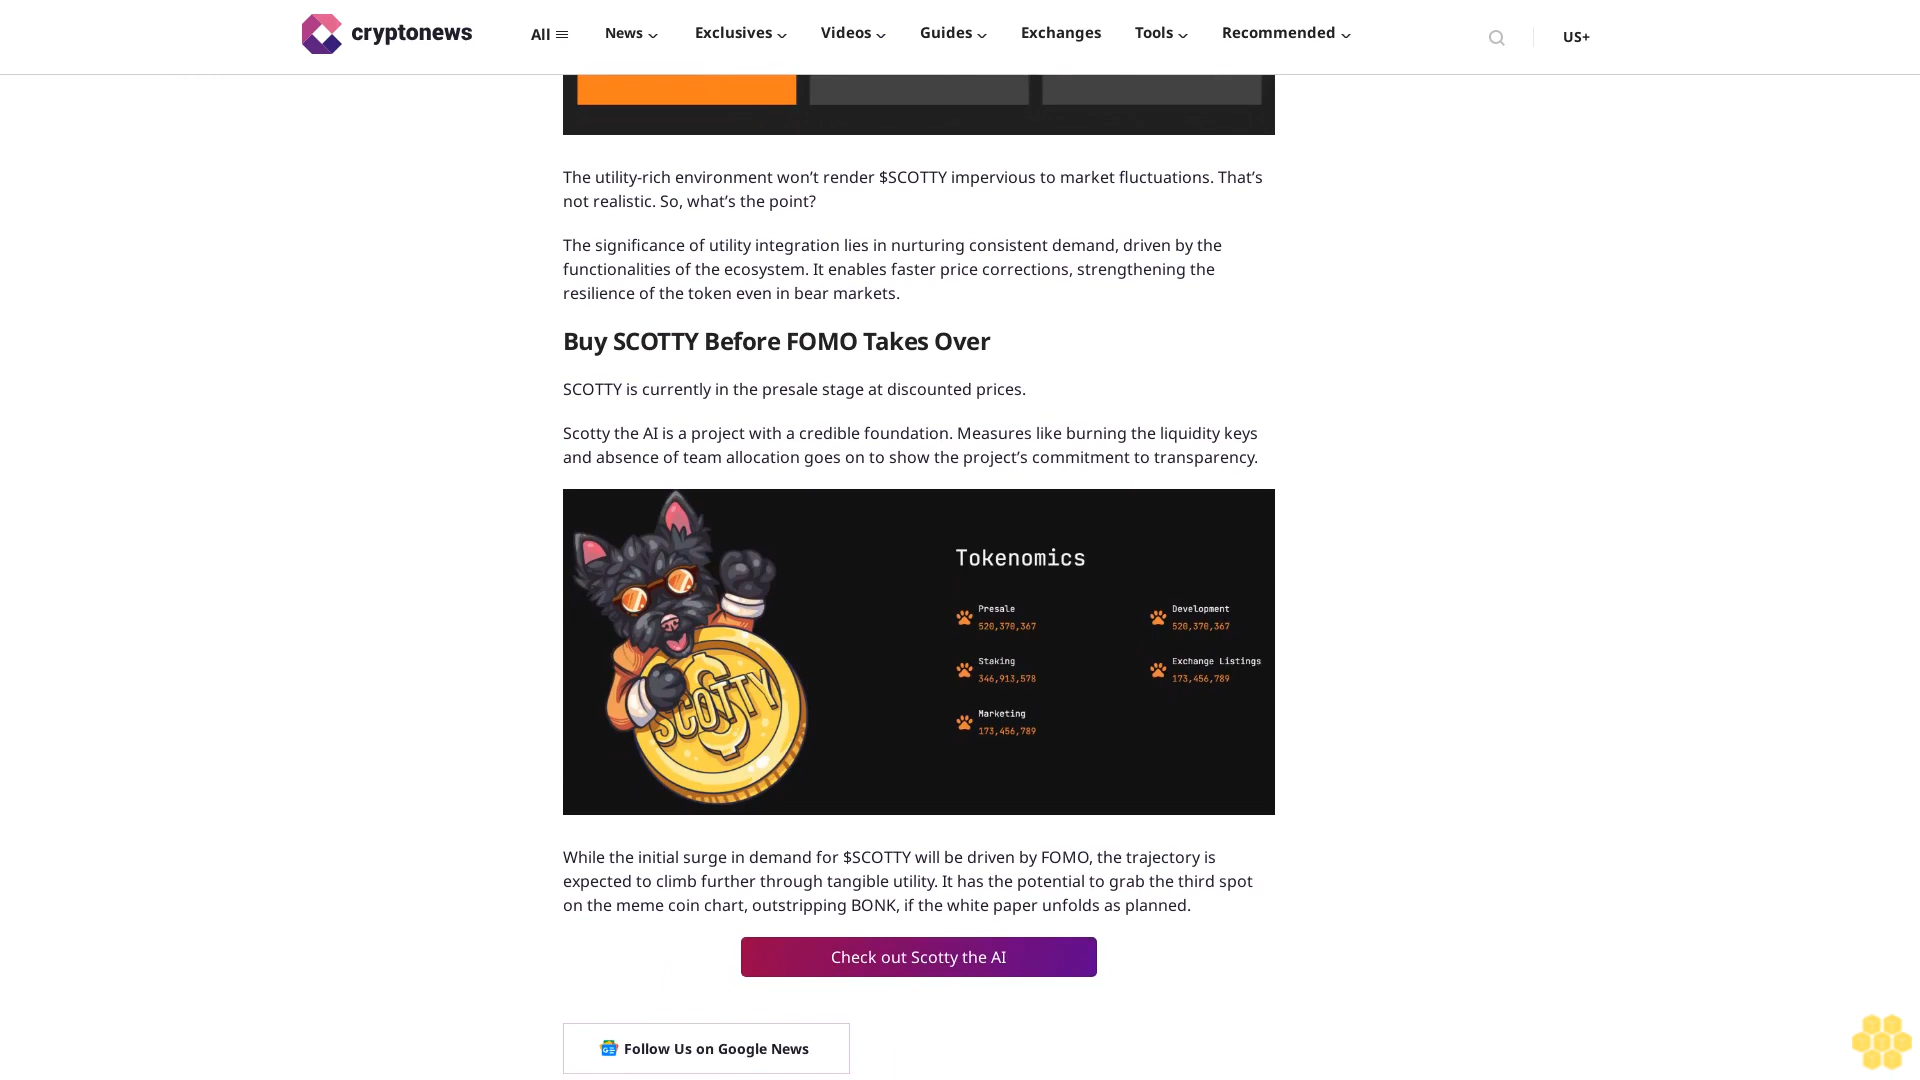 cryptonews
All
News
Exclusives
Videos
Guides
Exchanges
Tools
Recommended
US+
The utility-rich environment won’t render $SCOTTY impervious to market fluctuations. That’s
not realistic. So, what’s the point?
The significance of utility integration lies in nurturing consistent demand, driven by the
functionalities of the ecosystem. It enables faster price corrections, strengthening the
resilience of the token even in bear markets.
Buy SCOTTY Before FOMO Takes Over
SCOTTY is currently in the presale stage at discounted prices.
Scotty the AI is a project with a credible foundation. Measures like burning the liquidity keys
and absence of team allocation goes on to show the project’s commitment to transparency.
SCOTTY
Tokenomics
Presale
520,370,367
Development
520,370,367
Staking
346,913,578
Exchange Listings
173,456,789
Marketing
173,456,789
While the initial surge in demand for $SCOTTY will be driven by FOMO, the trajectory is
expected to climb further through tangible utility. It has the potential to grab the third spot
on the meme coin chart, outstripping BONK, if the white paper unfolds as planned.
Check out Scotty the AI
Follow Us on Google News